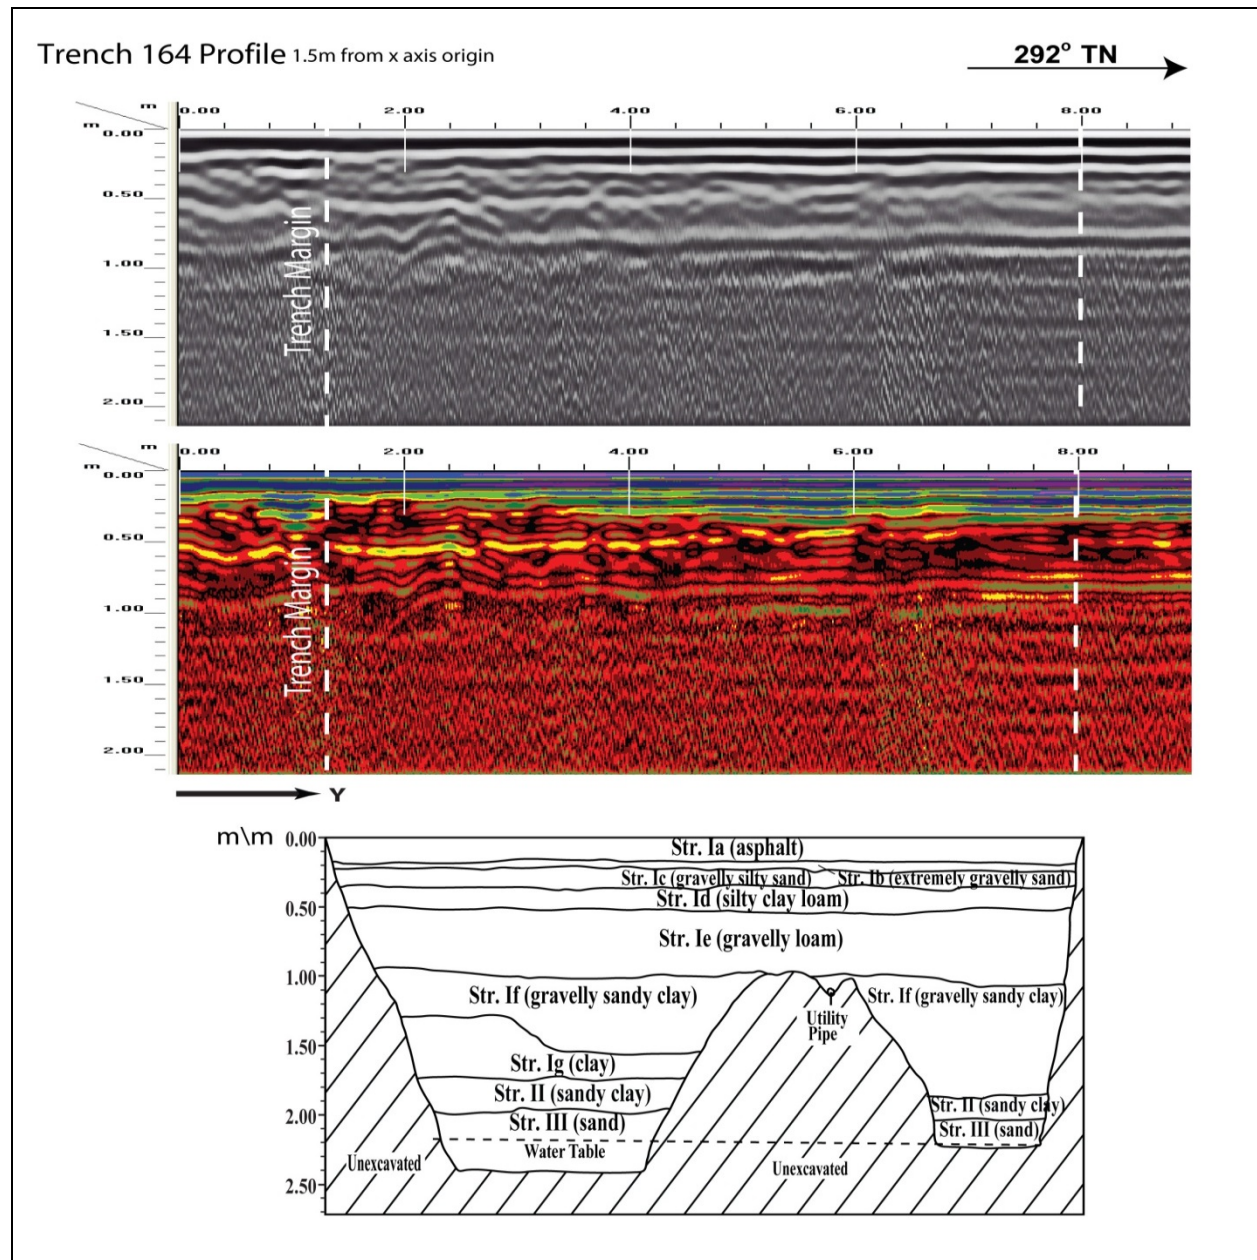 Trench 164 Profile 1.5m from x axis origin
292° TN
m 0.00 2.00 4.00 6.00 8.00
m
0.00
0.50
1.00
1.50
2.00
Trench Margin
m 0.00 2.00 4.00 6.00 8.00
m
0.00
0.50
1.00
1.50
2.00
Trench Margin
Y
m\m
0.00
0.50
1.00
1.50
2.00
2.50
Str. Ia (asphalt)
Str. Ic (gravelly silty sand) Str. Ib (extremely gravelly sand)
Str. Id (silty clay loam)
Str. Ie (gravelly loam)
Str. If (gravelly sandy clay) Str. If (gravelly sandy clay)
Utility
Pipe
Str. Ig (clay)
Str. II (sandy clay) Str. II (sandy clay)
Str. III (sand) Str. III (sand)
Water Table
Unexcavated Unexcavated